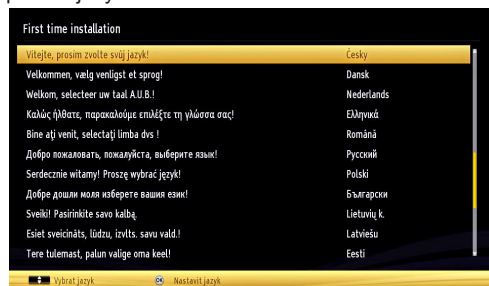 First time installation
Vítejte, prosím zvolte svůj jazyk! Česky
Velkommen, vælg venligst et sprog! Dansk
Welkom, selecteer uw taal A.U.B.! Nederlands
Καλώς ήλθατε, παρακαλούμε επιλέξτε τη γλώσσα σας! Ελληνικά
Bine aţi venit, selectaţi limba dvs ! Română
Добро пожаловать, пожалуйста, выберите язык! Русский
Serdecznie witamy! Proszę wybrać język! Polski
Добре дошли моля изберете вашия език! Български
Sveiki! Pasirinkite savo kalbą. Lietuvių k.
Esiet sveicināts, lūdzu, izvlts. savu vald.! Latviešu
Tere tulemast, palun valige oma keel! Eesti
Vybrat jazyk OK Nastavit jazyk